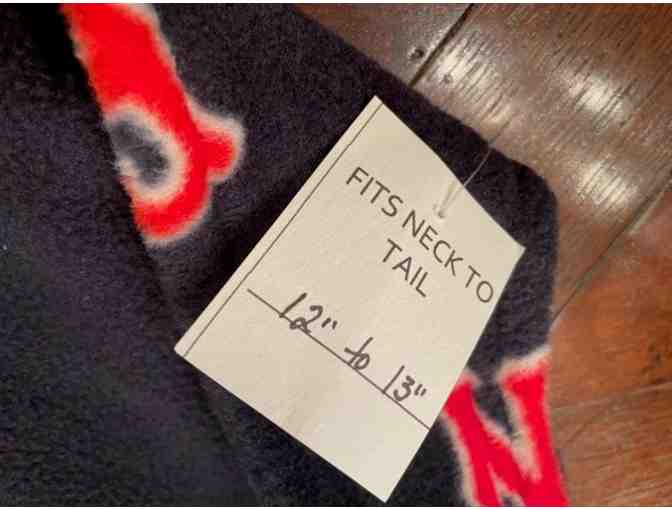 FITS NECK TO
TAIL
12" to 13"
N